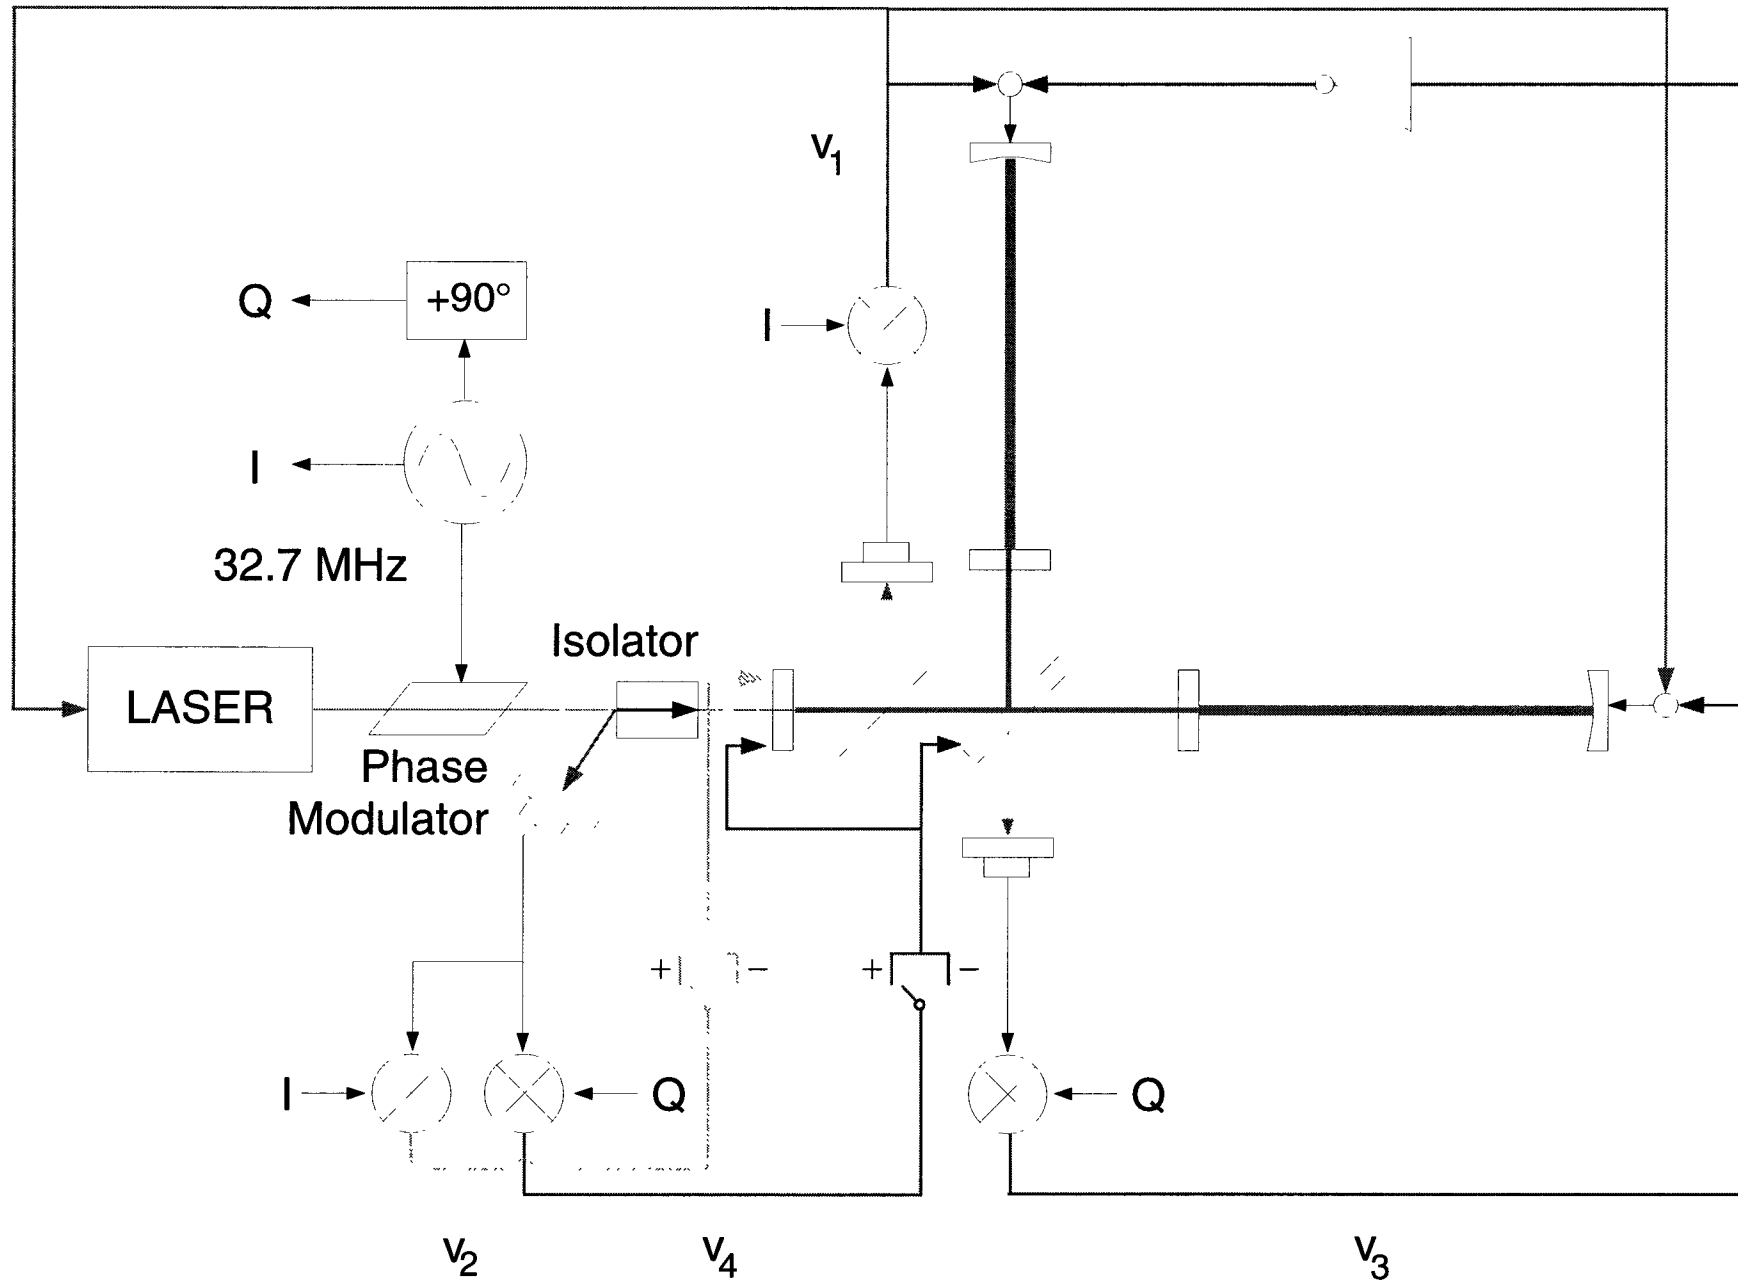 v1
Q
+90°
I
I
32.7 MHz
Isolator
LASER
Phase
Modulator
+ −
+ −
I
Q
Q
v2
v4
v3